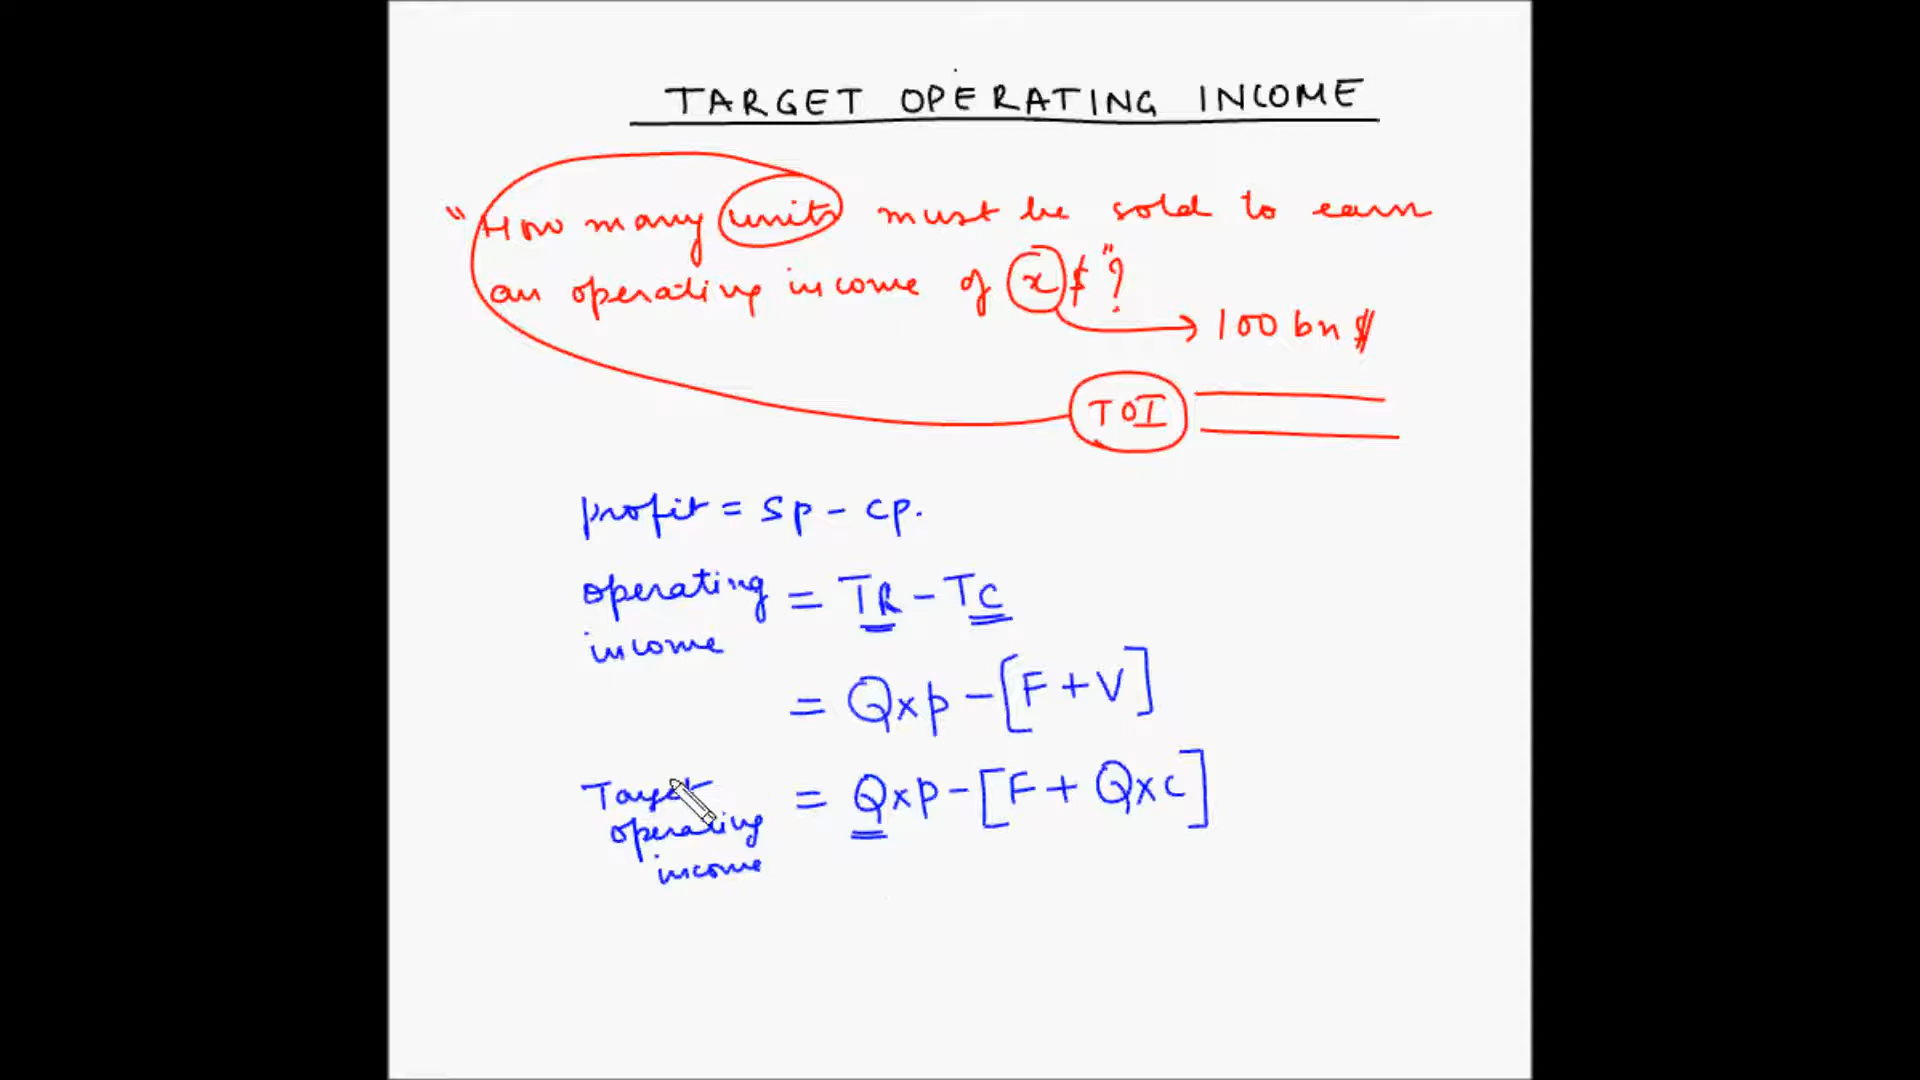 TARGET OPERATING INCOME
"How many units must be sold to earn
an operating income of x $"?
100 bn $
TOI
profit = SP - CP.
operating income = TR - TC
= Q x p - [F + V]
Target operating income = Q x p - [F + Q x c]